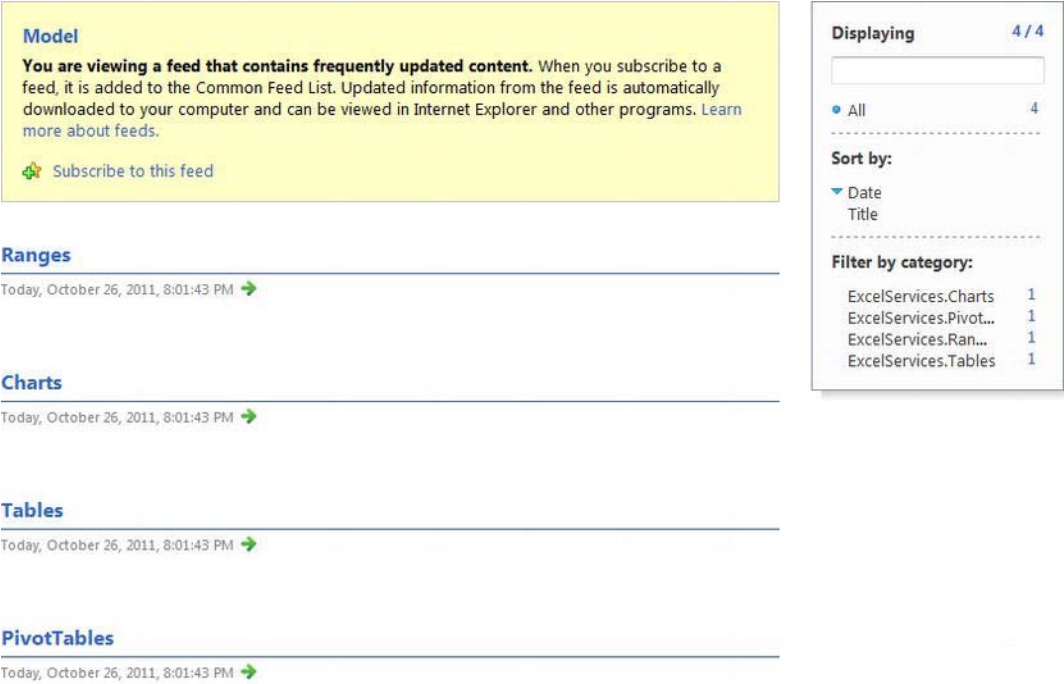 Model
You are viewing a feed that contains frequently updated content. When you subscribe to a
feed, it is added to the Common Feed List. Updated information from the feed is automatically
downloaded to your computer and can be viewed in Internet Explorer and other programs. Learn
more about feeds.
Subscribe to this feed
Ranges
Today, October 26, 2011, 8:01:43 PM
Charts
Today, October 26, 2011, 8:01:43 PM
Tables
Today, October 26, 2011, 8:01:43 PM
PivotTables
Today, October 26, 2011, 8:01:43 PM
Displaying 4 / 4
All 4
Sort by:
Date
Title
Filter by category:
ExcelServices.Charts 1
ExcelServices.Pivot... 1
ExcelServices.Ran... 1
ExcelServices.Tables 1